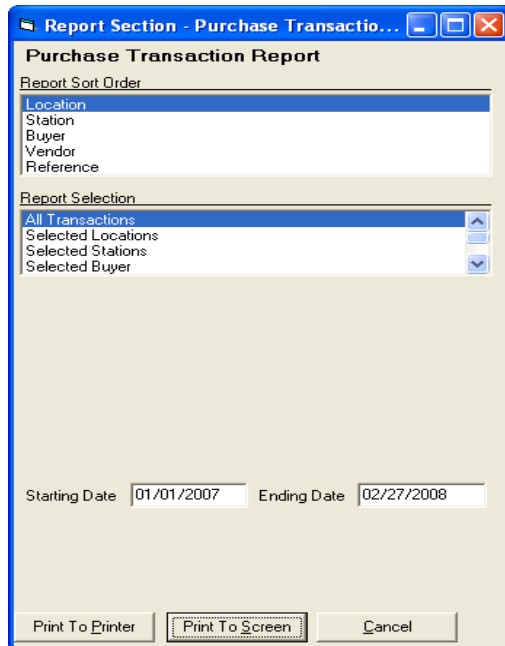 Report Section - Purchase Transactio...
Purchase Transaction Report
Report Sort Order
Location
Station
Buyer
Vendor
Reference
Report Selection
All Transactions
Selected Locations
Selected Stations
Selected Buyer
Starting Date 01/01/2007 Ending Date 02/27/2008
Print To Printer Print To Screen Cancel